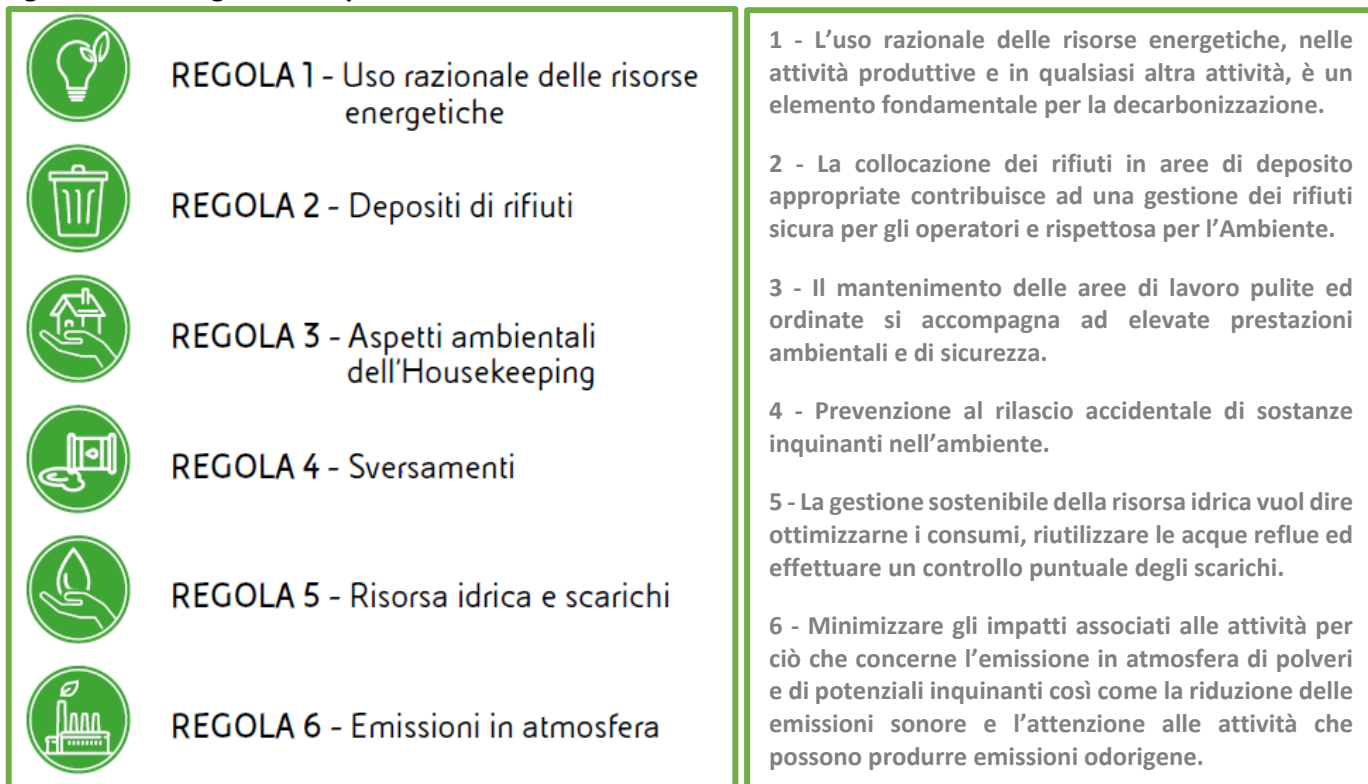 REGOLA 1 - Uso razionale delle risorse
energetiche
REGOLA 2 - Depositi di rifiuti
REGOLA 3 - Aspetti ambientali
dell'Housekeeping
REGOLA 4 - Sversamenti
REGOLA 5 - Risorsa idrica e scarichi
REGOLA 6 - Emissioni in atmosfera
1 - L'uso razionale delle risorse energetiche, nelle
attività produttive e in qualsiasi altra attività, è un
elemento fondamentale per la decarbonizzazione.
2 - La collocazione dei rifiuti in aree di deposito
appropriate contribuisce ad una gestione dei rifiuti
sicura per gli operatori e rispettosa per l'Ambiente.
3 - Il mantenimento delle aree di lavoro pulite ed
ordinate si accompagna ad elevate prestazioni
ambientali e di sicurezza.
4 - Prevenzione al rilascio accidentale di sostanze
inquinanti nell'ambiente.
5 - La gestione sostenibile della risorsa idrica vuol dire
ottimizzarne i consumi, riutilizzare le acque reflue ed
effettuare un controllo puntuale degli scarichi.
6 - Minimizzare gli impatti associati alle attività per
ciò che concerne l'emissione in atmosfera di polveri
e di potenziali inquinanti così come la riduzione delle
emissioni sonore e l'attenzione alle attività che
possono produrre emissioni odorigene.